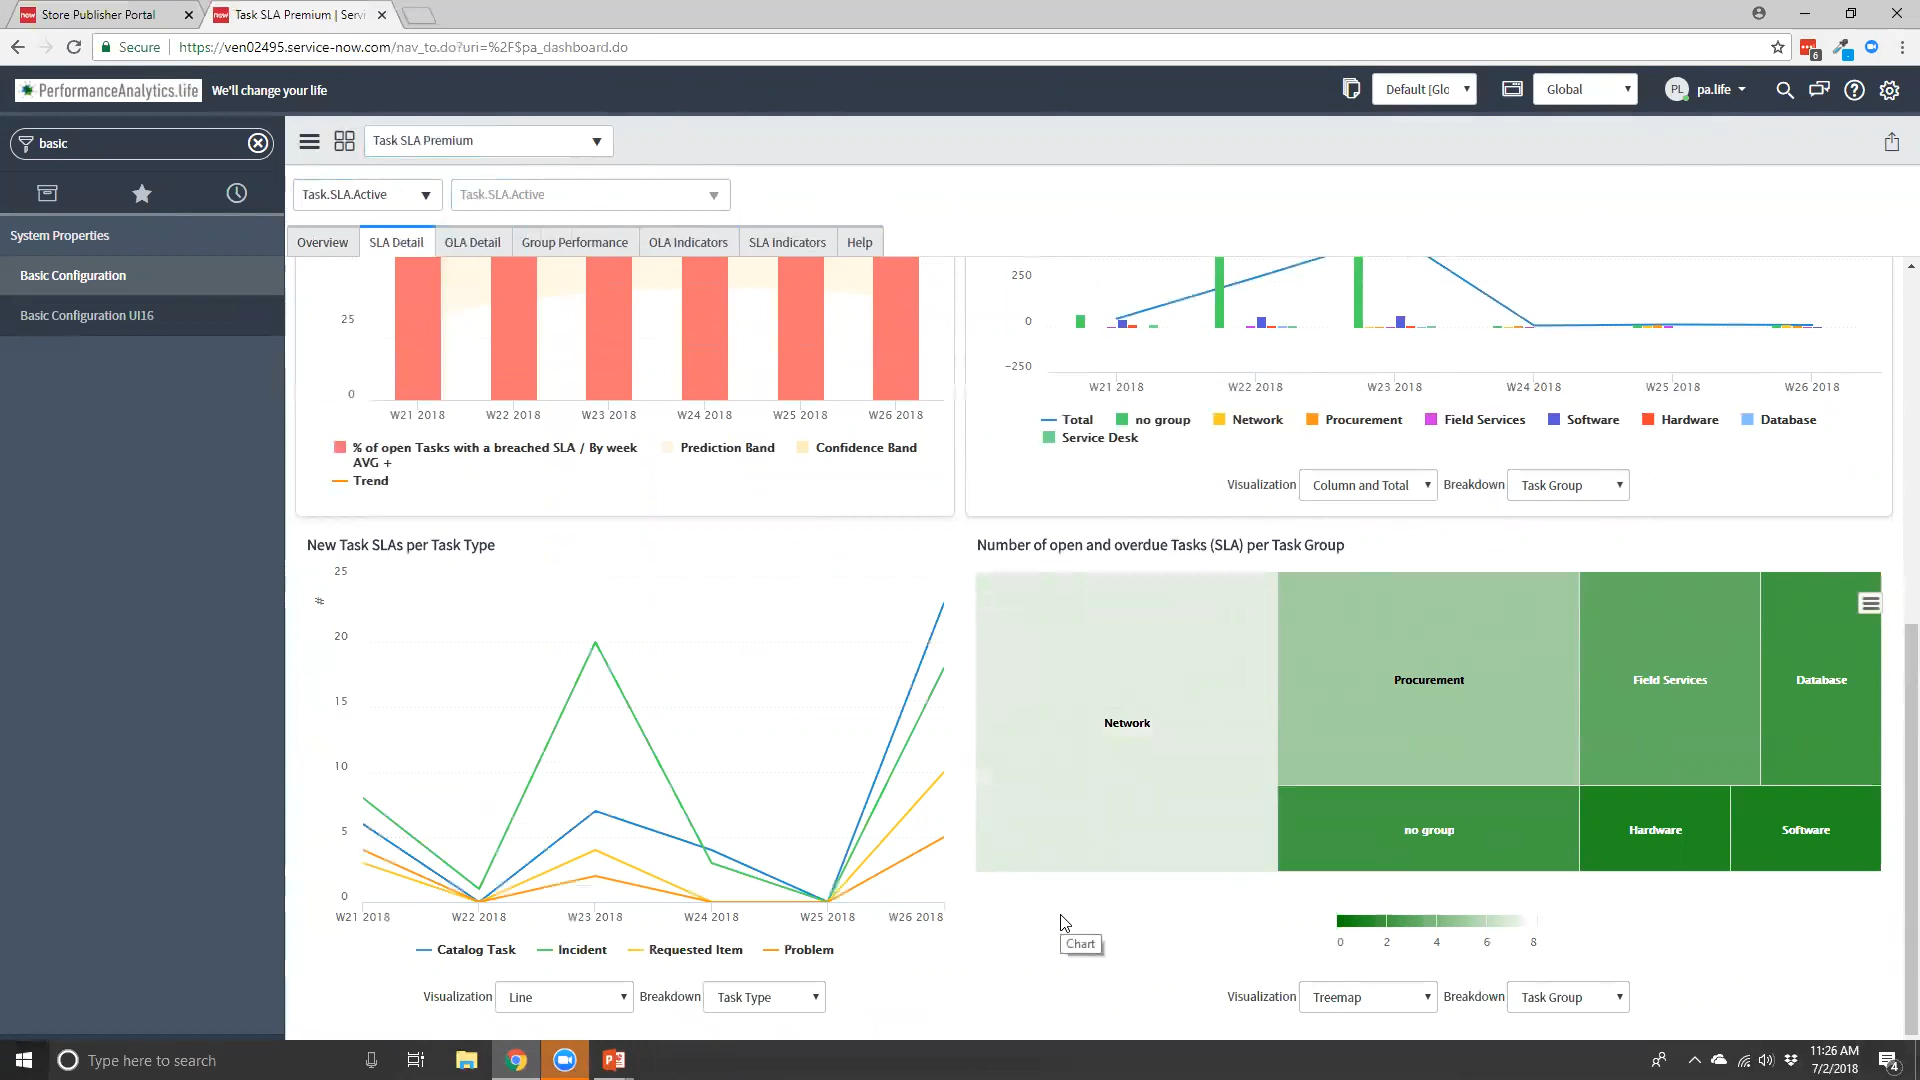 Store Publisher Portal
Task SLA Premium | Servi
Secure https://ven02495.service-now.com/nav_to.do?uri=%2F$pa_dashboard.do
6
PerformanceAnalytics.life We'll change your life
Default [Glo
Global
PL pa.life
basic
Task SLA Premium
Task.SLA.Active
Task.SLA.Active
System Properties
Basic Configuration
Basic Configuration UI16
Overview SLA Detail OLA Detail Group Performance OLA Indicators SLA Indicators Help
25
0
W21 2018 W22 2018 W23 2018 W24 2018 W25 2018 W26 2018
% of open Tasks with a breached SLA / By week
AVG +
Prediction Band Confidence Band
Trend
250
0
-250
W21 2018 W22 2018 W23 2018 W24 2018 W25 2018 W26 2018
Total no group Network Procurement Field Services Software Hardware Database
Service Desk
Visualization Column and Total Breakdown Task Group
New Task SLAs per Task Type
#
25
20
15
10
5
0
W21 2018 W22 2018 W23 2018 W24 2018 W25 2018 W26 2018
Catalog Task Incident Requested Item Problem
Visualization Line Breakdown Task Type
Number of open and overdue Tasks (SLA) per Task Group
Network
Procurement
Field Services
Database
no group
Hardware
Software
Chart
0 2 4 6 8
Visualization Treemap Breakdown Task Group
Type here to search
11:26 AM
7/2/2018
4